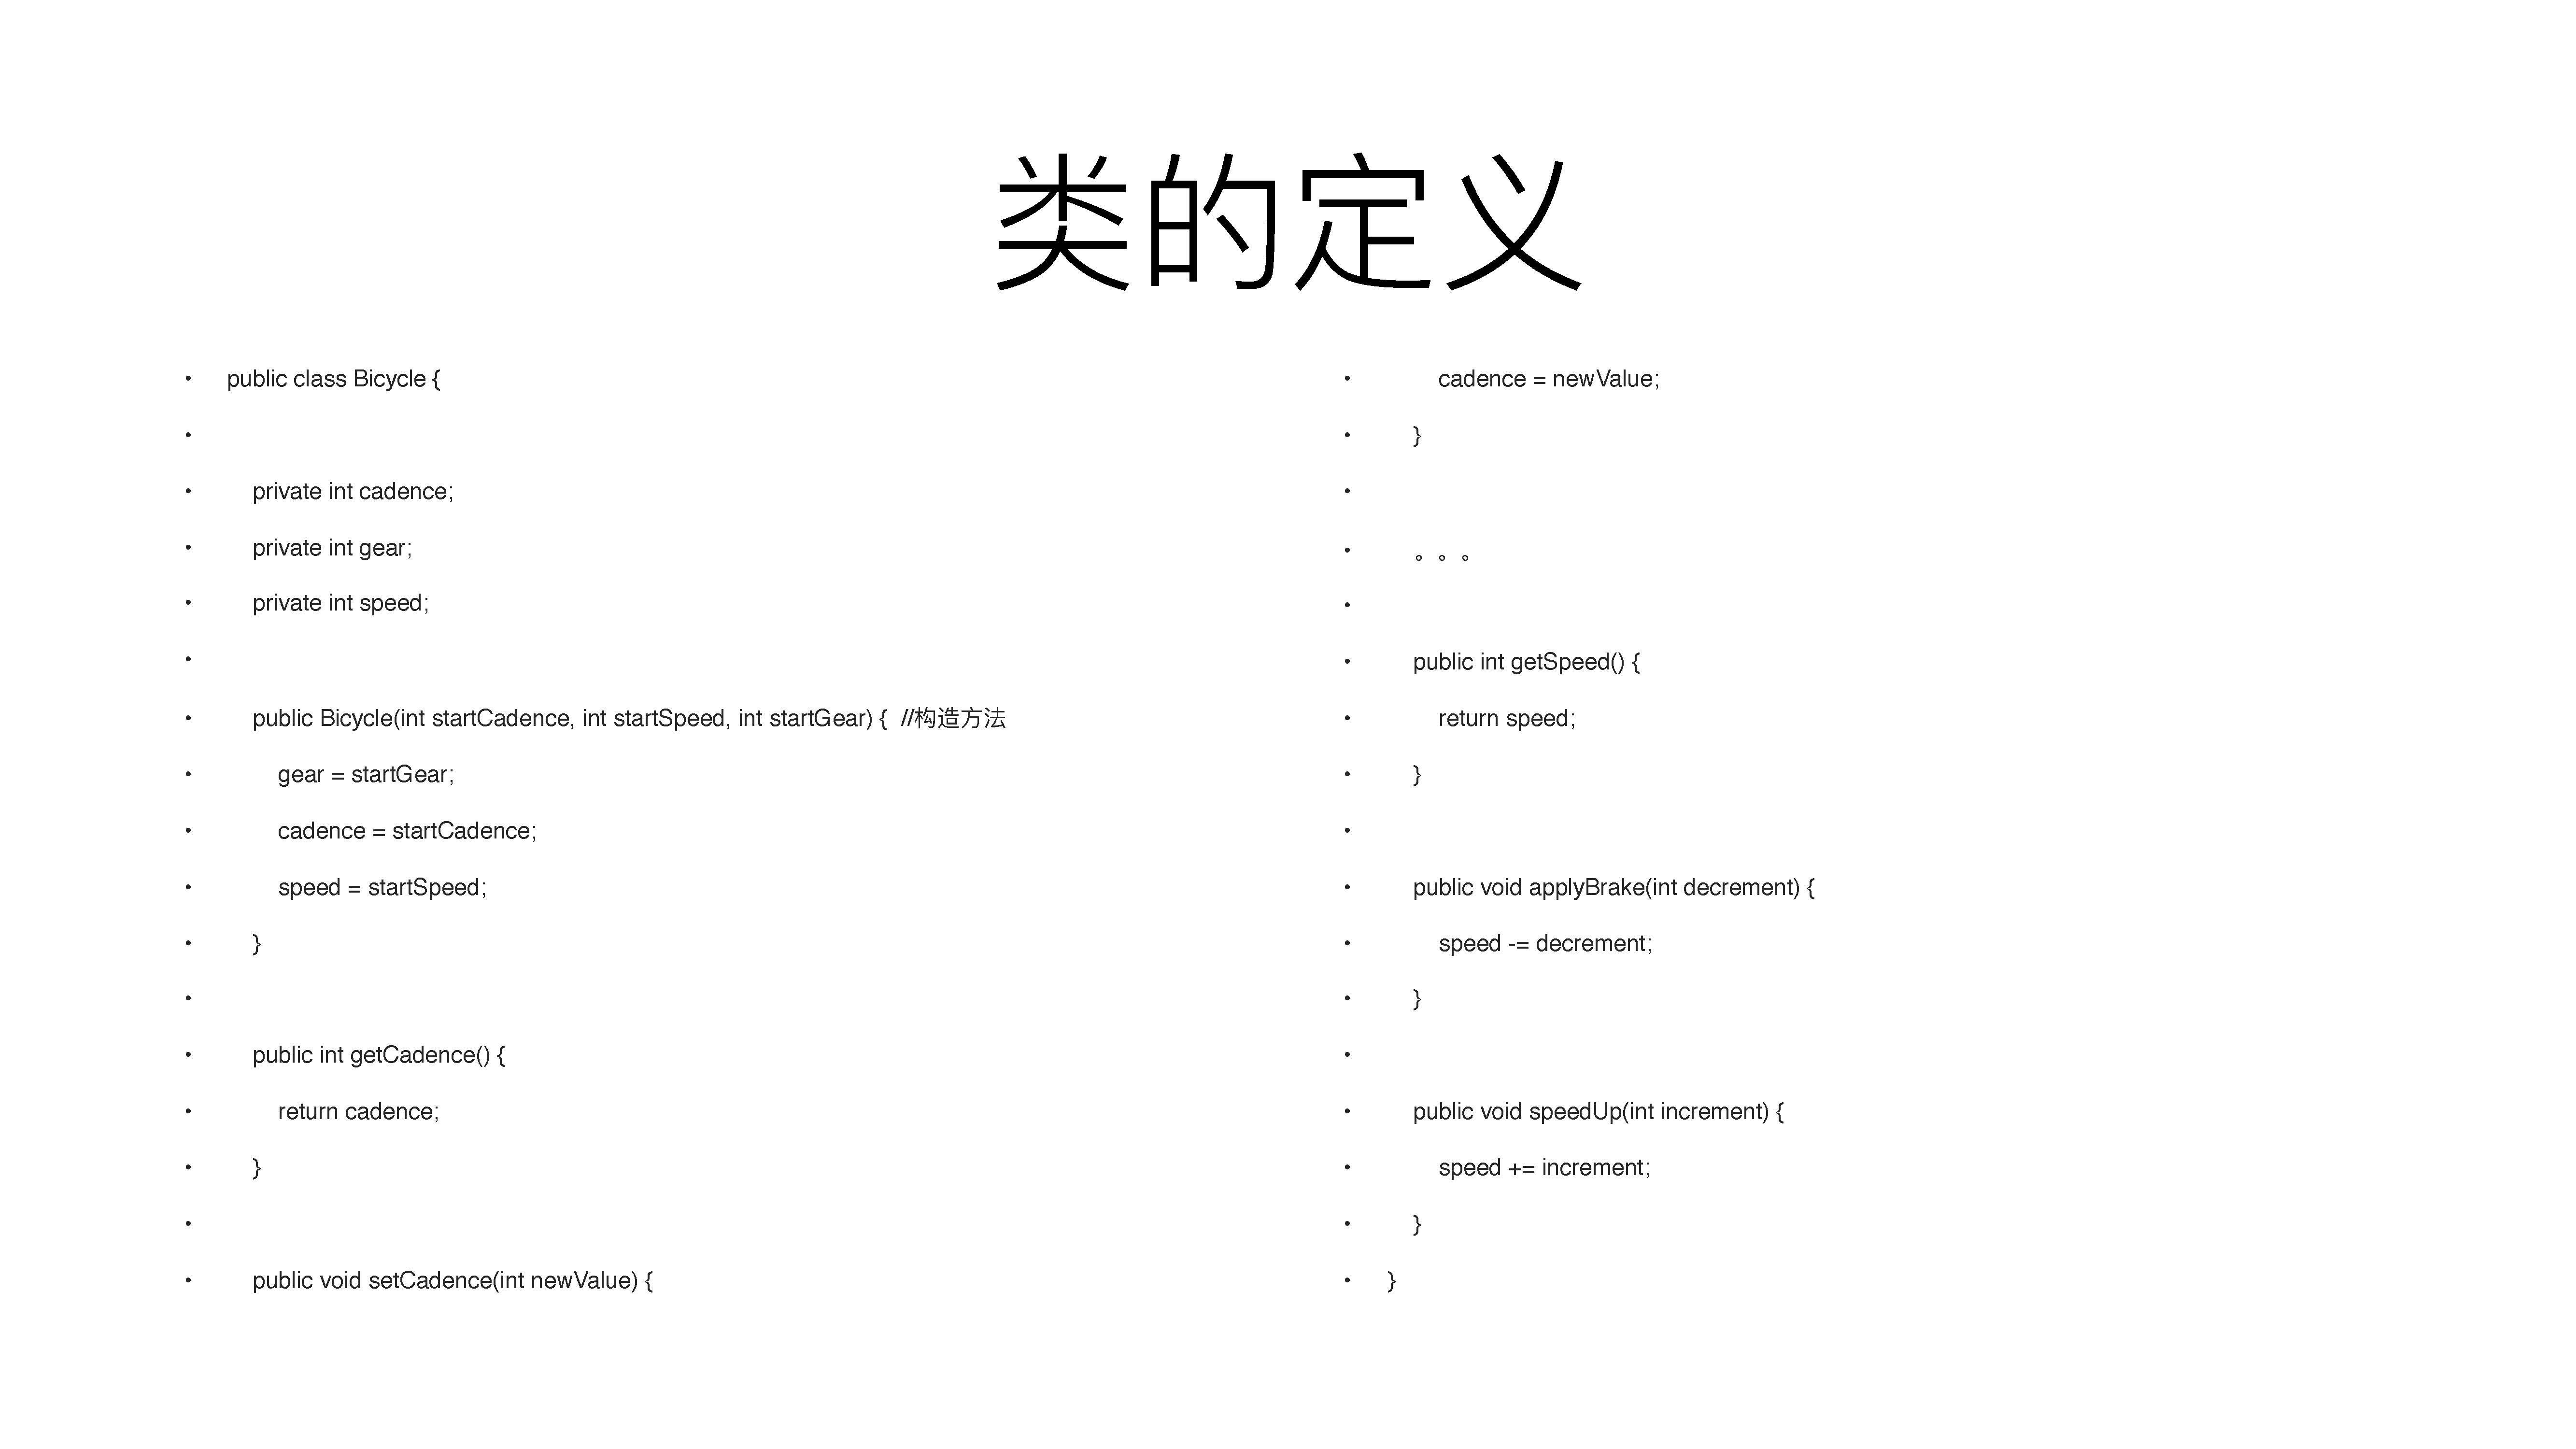 类的定义
• public class Bicycle {
•
• private int cadence;
• private int gear;
• private int speed;
•
• public Bicycle(int startCadence, int startSpeed, int startGear) {  //构造方法
• gear = startGear;
• cadence = startCadence;
• speed = startSpeed;
• }
•
• public int getCadence() {
• return cadence;
• }
•
• public void setCadence(int newValue) {
• cadence = newValue;
• }
•
• 。。。
•
• public int getSpeed() {
• return speed;
• }
•
• public void applyBrake(int decrement) {
• speed -= decrement;
• }
•
• public void speedUp(int increment) {
• speed += increment;
• }
• }